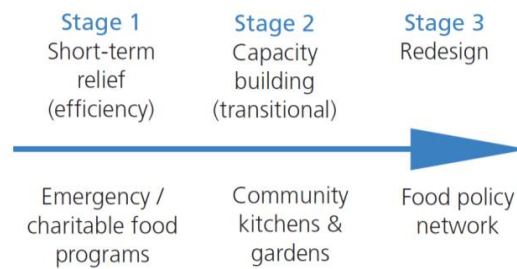 Stage 1
Short-term
relief
(efficiency)
Stage 2
Capacity
building
(transitional)
Stage 3
Redesign
Emergency /
charitable food
programs
Community
kitchens &
gardens
Food policy
network